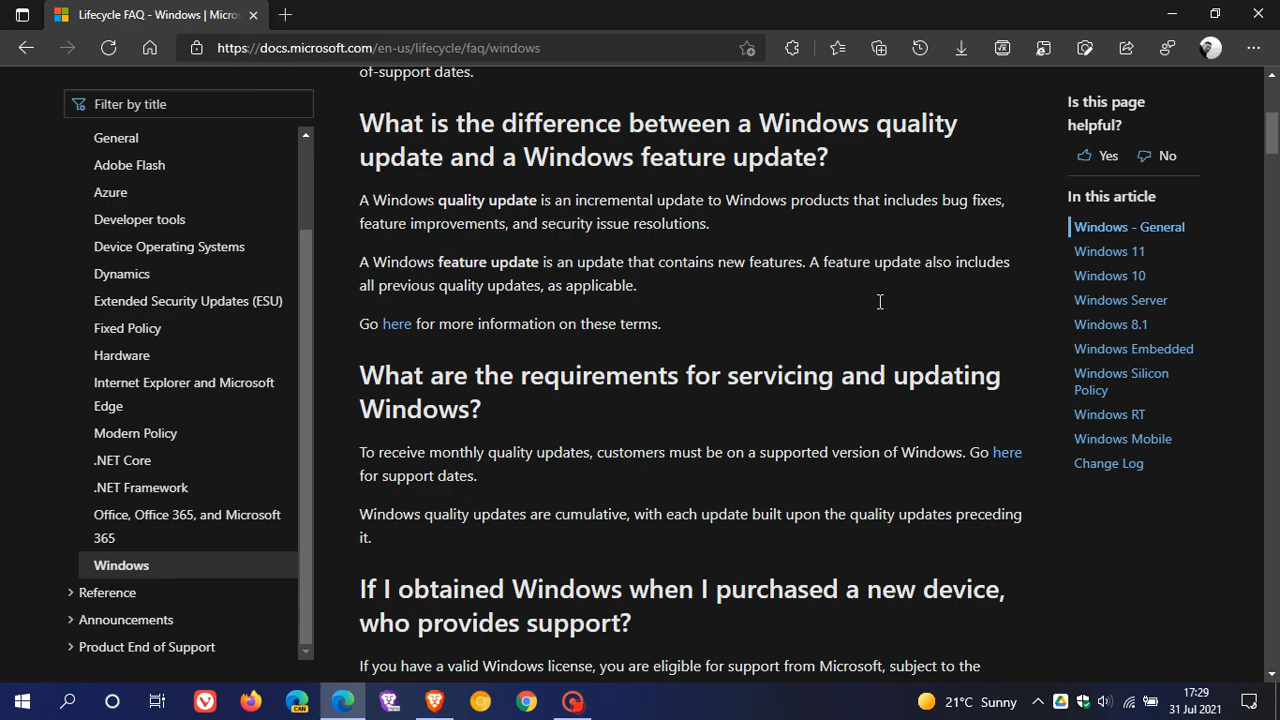 Lifecycle FAQ - Windows | Micros
https://docs.microsoft.com/en-us/lifecycle/faq/windows
Filter by title
General
Adobe Flash
Azure
Developer tools
Device Operating Systems
Dynamics
Extended Security Updates (ESU)
Fixed Policy
Hardware
Internet Explorer and Microsoft
Edge
Modern Policy
.NET Core
.NET Framework
Office, Office 365, and Microsoft
365
Windows
Reference
Announcements
Product End of Support
of-support dates.
What is the difference between a Windows quality
update and a Windows feature update?
A Windows quality update is an incremental update to Windows products that includes bug fixes,
feature improvements, and security issue resolutions.
A Windows feature update is an update that contains new features. A feature update also includes
all previous quality updates, as applicable.
Go here for more information on these terms.
What are the requirements for servicing and updating
Windows?
To receive monthly quality updates, customers must be on a supported version of Windows. Go here
for support dates.
Windows quality updates are cumulative, with each update built upon the quality updates preceding
it.
If I obtained Windows when I purchased a new device,
who provides support?
If you have a valid Windows license, you are eligible for support from Microsoft, subject to the
Is this page
helpful?
Yes No
In this article
Windows - General
Windows 11
Windows 10
Windows Server
Windows 8.1
Windows Embedded
Windows Silicon
Policy
Windows RT
Windows Mobile
Change Log
CAN
21°C Sunny
17:29
31 Jul 2021